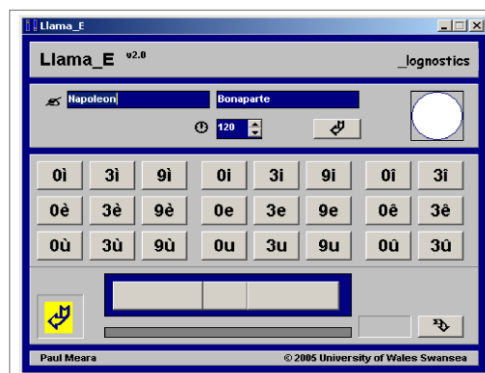 Llama_E
Llama_E v2.0 _lognostics
Napoleon Bonaparte
120
0ì 3ì 9ì 0i 3i 9i 0î 3î
0è 3è 9è 0e 3e 9e 0ê 3ê
0ù 3ù 9ù 0u 3u 9u 0û 3û
Paul Meara © 2005 University of Wales Swansea